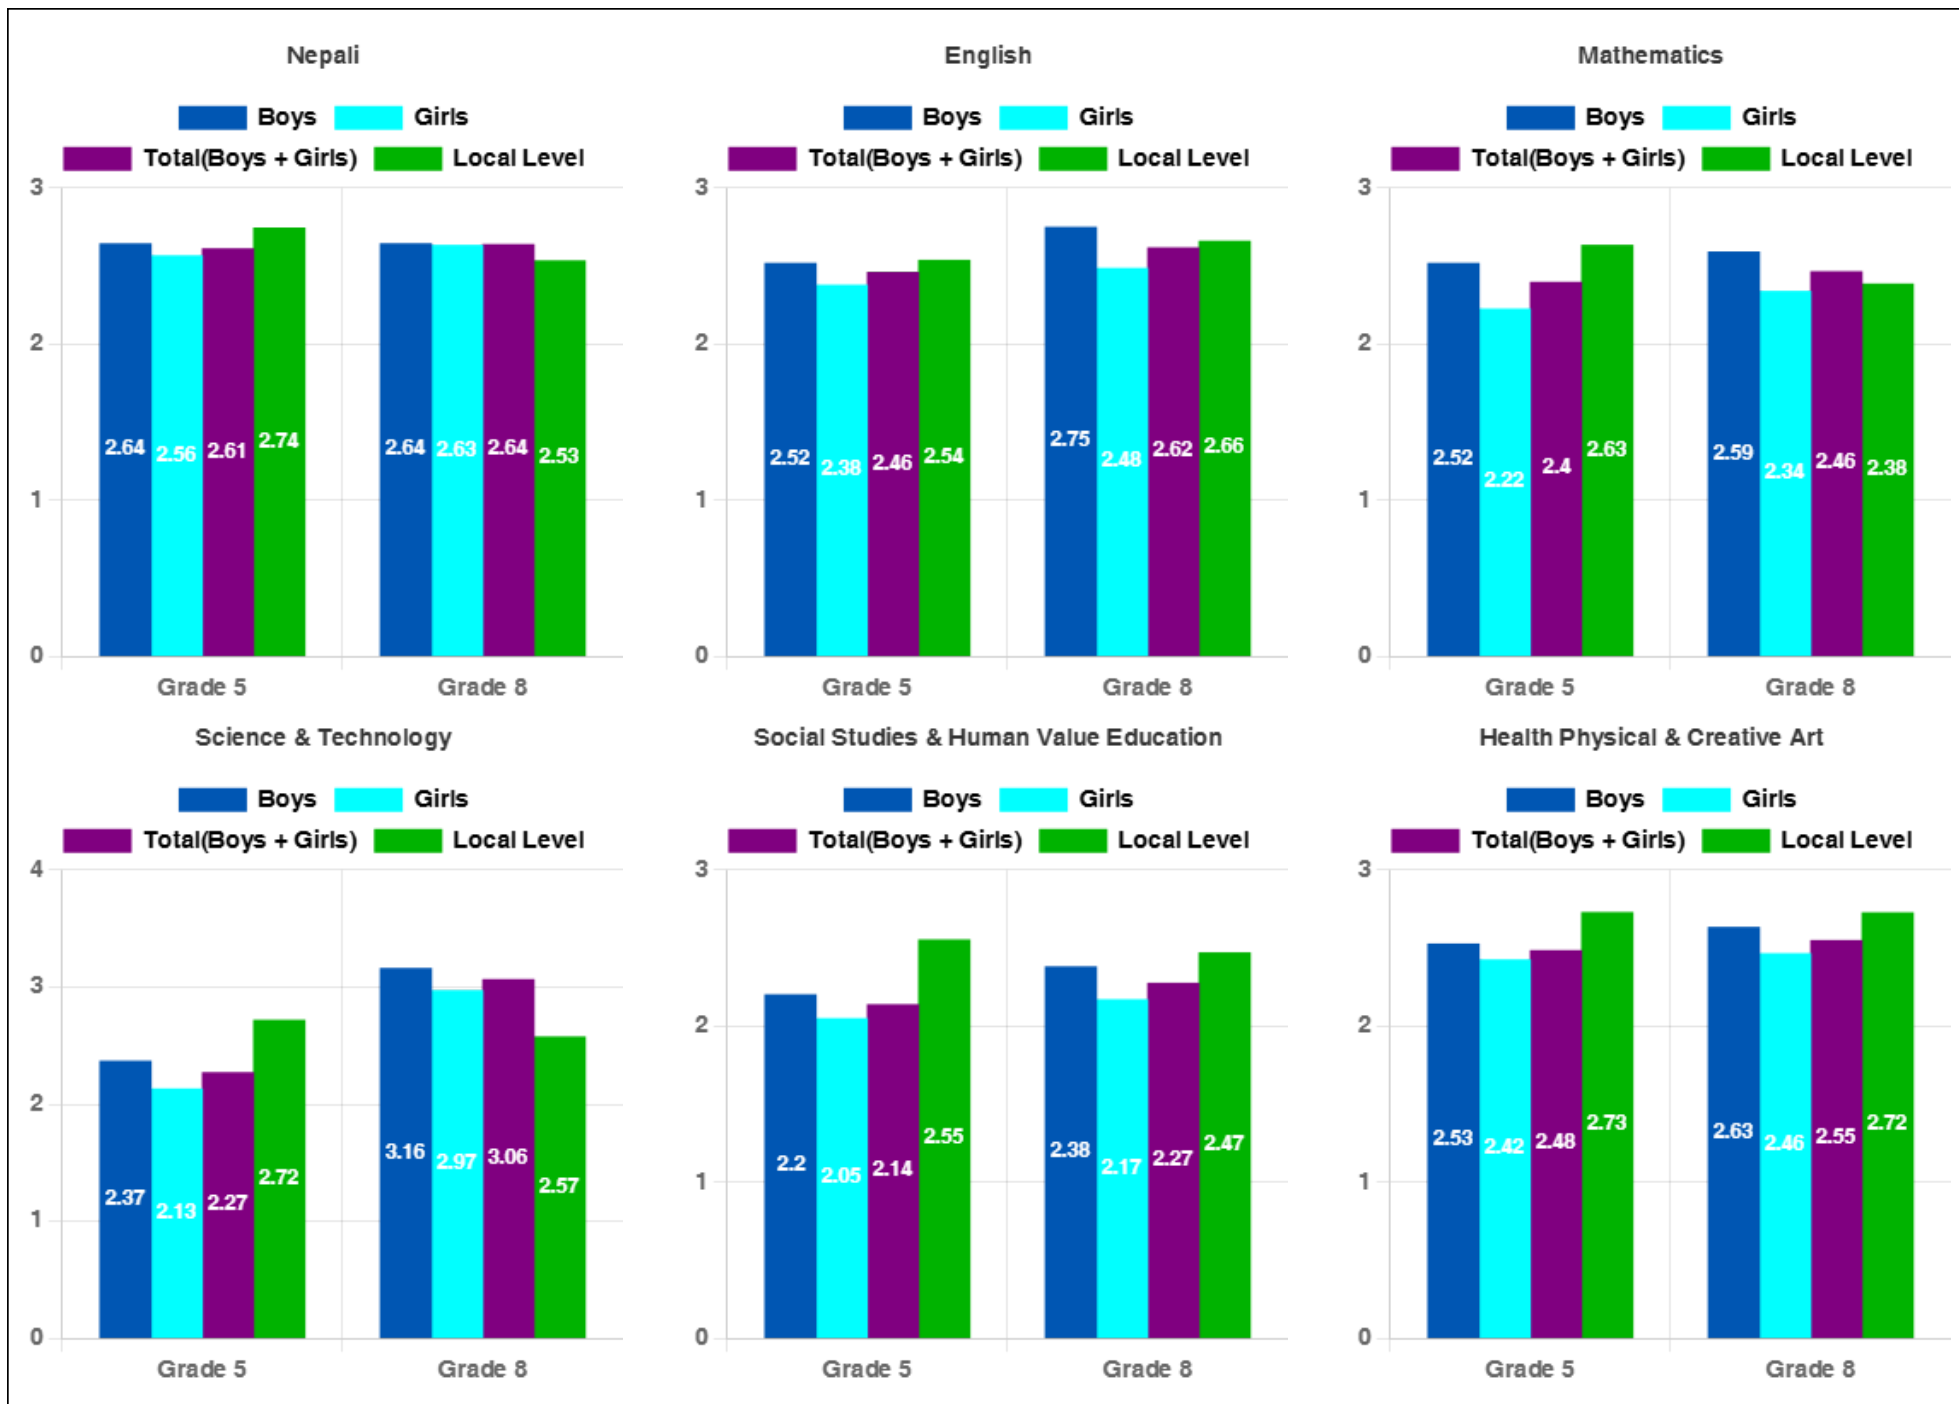 Nepali
Boys Girls
Total(Boys + Girls) Local Level
3
2
1
0
2.64 2.56 2.61 2.74 2.64 2.63 2.64 2.53
Grade 5 Grade 8
English
Boys Girls
Total(Boys + Girls) Local Level
3
2
1
0
2.52 2.38 2.46 2.54 2.75 2.48 2.62 2.66
Grade 5 Grade 8
Mathematics
Boys Girls
Total(Boys + Girls) Local Level
3
2
1
0
2.52 2.22 2.4 2.63 2.59 2.34 2.46 2.38
Grade 5 Grade 8
Science & Technology
Boys Girls
Total(Boys + Girls) Local Level
4
3
2
1
0
2.37 2.13 2.27 2.72 3.16 2.97 3.06 2.57
Grade 5 Grade 8
Social Studies & Human Value Education
Boys Girls
Total(Boys + Girls) Local Level
3
2
1
0
2.2 2.05 2.14 2.55 2.38 2.17 2.27 2.47
Grade 5 Grade 8
Health Physical & Creative Art
Boys Girls
Total(Boys + Girls) Local Level
3
2
1
0
2.53 2.42 2.48 2.73 2.63 2.46 2.55 2.72
Grade 5 Grade 8